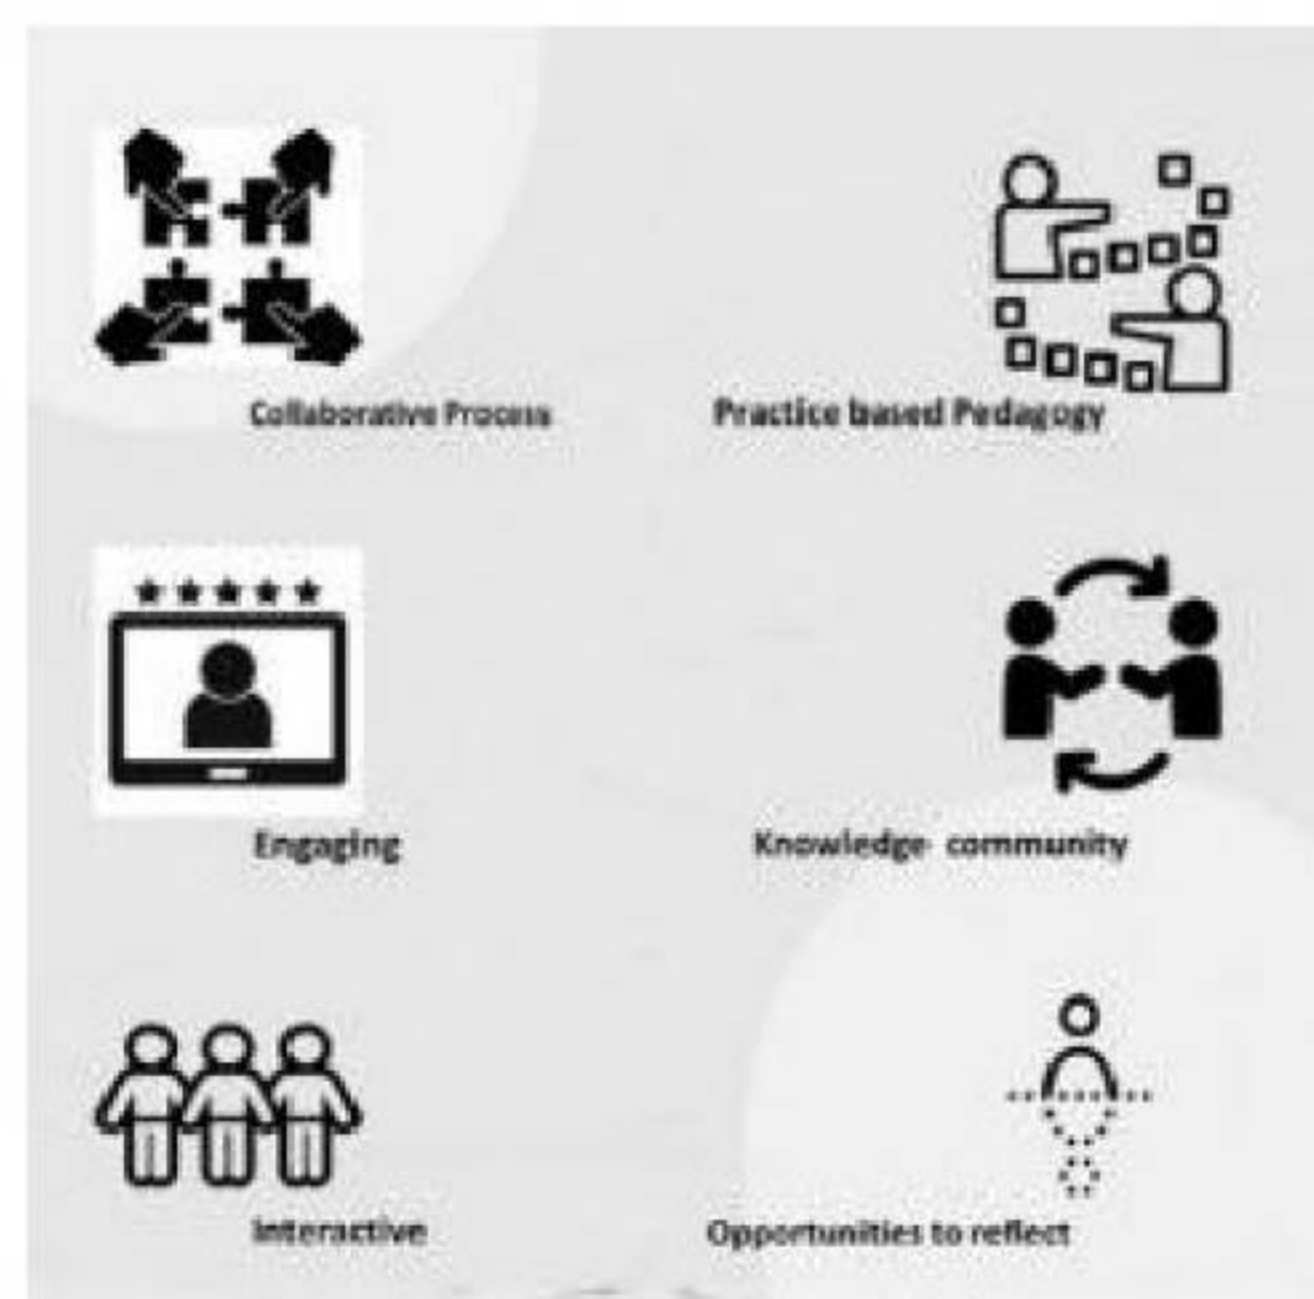 Collaborative Process
Practice based Pedagogy
Engaging
Knowledge community
Interactive
Opportunities to reflect